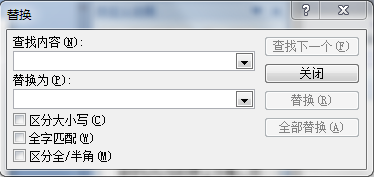 替换
查找内容(N):
查找下一个(F)
关闭
替换为(P):
替换(R)
全部替换(A)
区分大小写(C)
全字匹配(W)
区分全/半角(M)